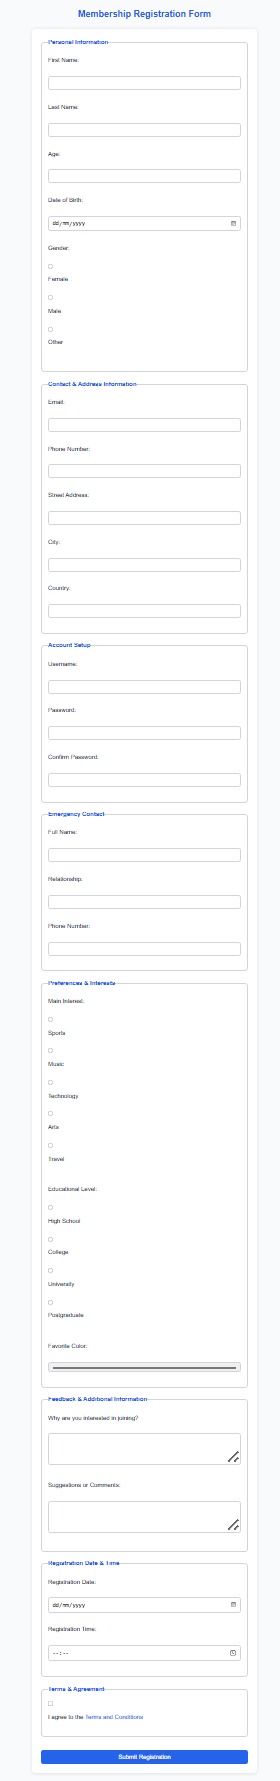 Membership Registration Form
Personal Information
First Name:
Last Name:
Age:
Date of Birth:
dd/mm/yyyy
Gender:
Female
Male
Other
Contact & Address Information
Email:
Phone Number:
Street Address:
City:
Country:
Account Setup
Username:
Password:
Confirm Password:
Emergency Contact
Full Name:
Relationship:
Phone Number:
Preferences & Interests
Main Interest:
Sports
Music
Technology
Arts
Travel
Educational Level:
High School
College
University
Postgraduate
Favorite Color:
Feedback & Additional Information
Why are you interested in joining?
Suggestions or Comments:
Registration Date & Time
Registration Date:
dd/mm/yyyy
Registration Time:
--:--
Terms & Agreement
I agree to the Terms and Conditions
Submit Registration